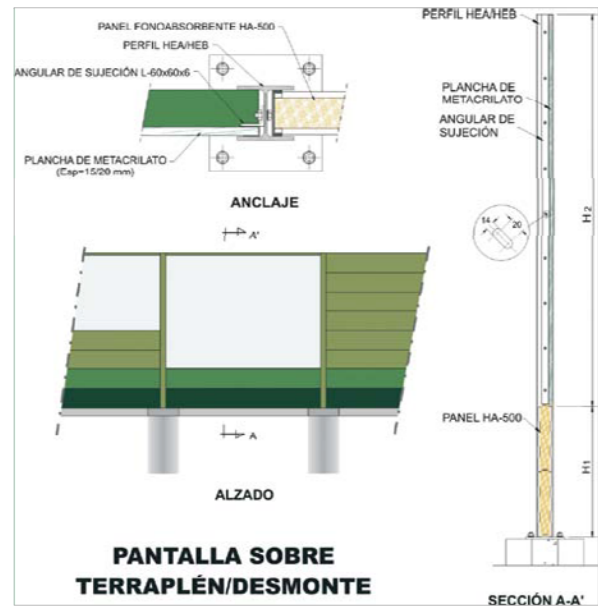 PANEL FONOABSORBENTE HA-500
PERFIL HEA/HEB
ANGULAR DE SUJECIÓN L-60x60x6
PLANCHA DE METACRILATO
(Esp=15/20 mm)
ANCLAJE
A'
A
ALZADO
PANTALLA SOBRE
TERRAPLÉN/DESMONTE
PERFIL HEA/HEB
PLANCHA DE
METACRILATO
ANGULAR DE
SUJECIÓN
14
20
H2
PANEL HA-500
H1
SECCIÓN A-A'